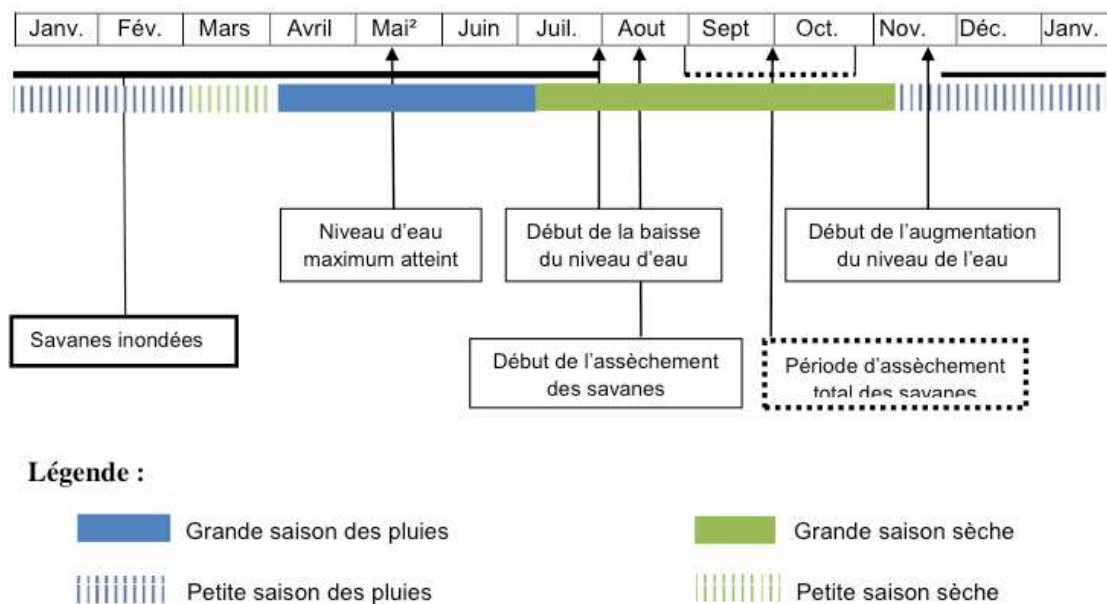 Janv. Fév. Mars Avril Mai² Juin Juil. Aout Sept Oct. Nov. Déc. Janv.
Niveau d'eau
maximum atteint
Début de la baisse
du niveau d'eau
Début de l'augmentation
du niveau de l'eau
Savanes inondées
Début de l'assèchement
des savanes
Période d'assèchement
total des savanes
Légende :
Grande saison des pluies
Grande saison sèche
Petite saison des pluies
Petite saison sèche